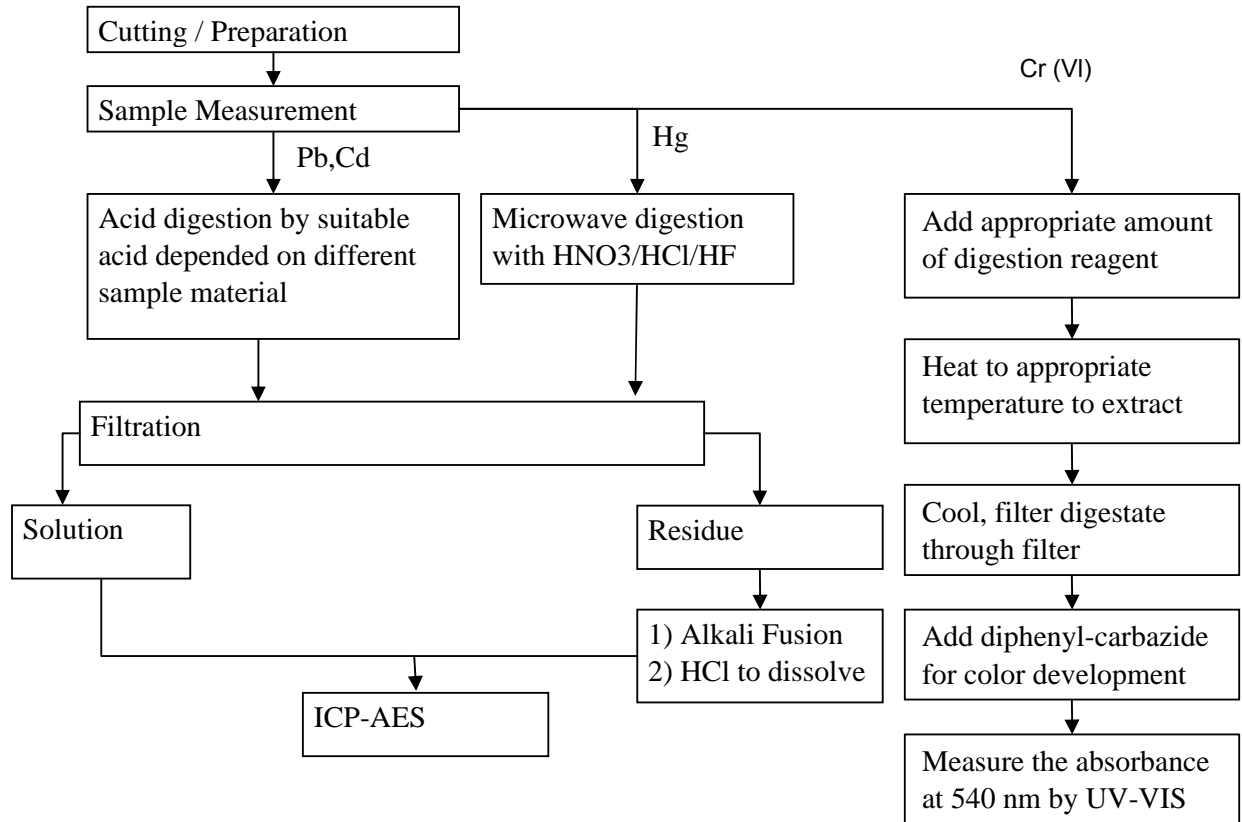 Cutting / Preparation
Cr (VI)
Sample Measurement
Hg
Pb,Cd
Acid digestion by suitable
acid depended on different
sample material
Microwave digestion
with HNO3/HCl/HF
Add appropriate amount
of digestion reagent
Heat to appropriate
temperature to extract
Filtration
Cool, filter digestate
through filter
Solution
Residue
1) Alkali Fusion
2) HCl to dissolve
Add diphenyl-carbazide
for color development
ICP-AES
Measure the absorbance
at 540 nm by UV-VIS